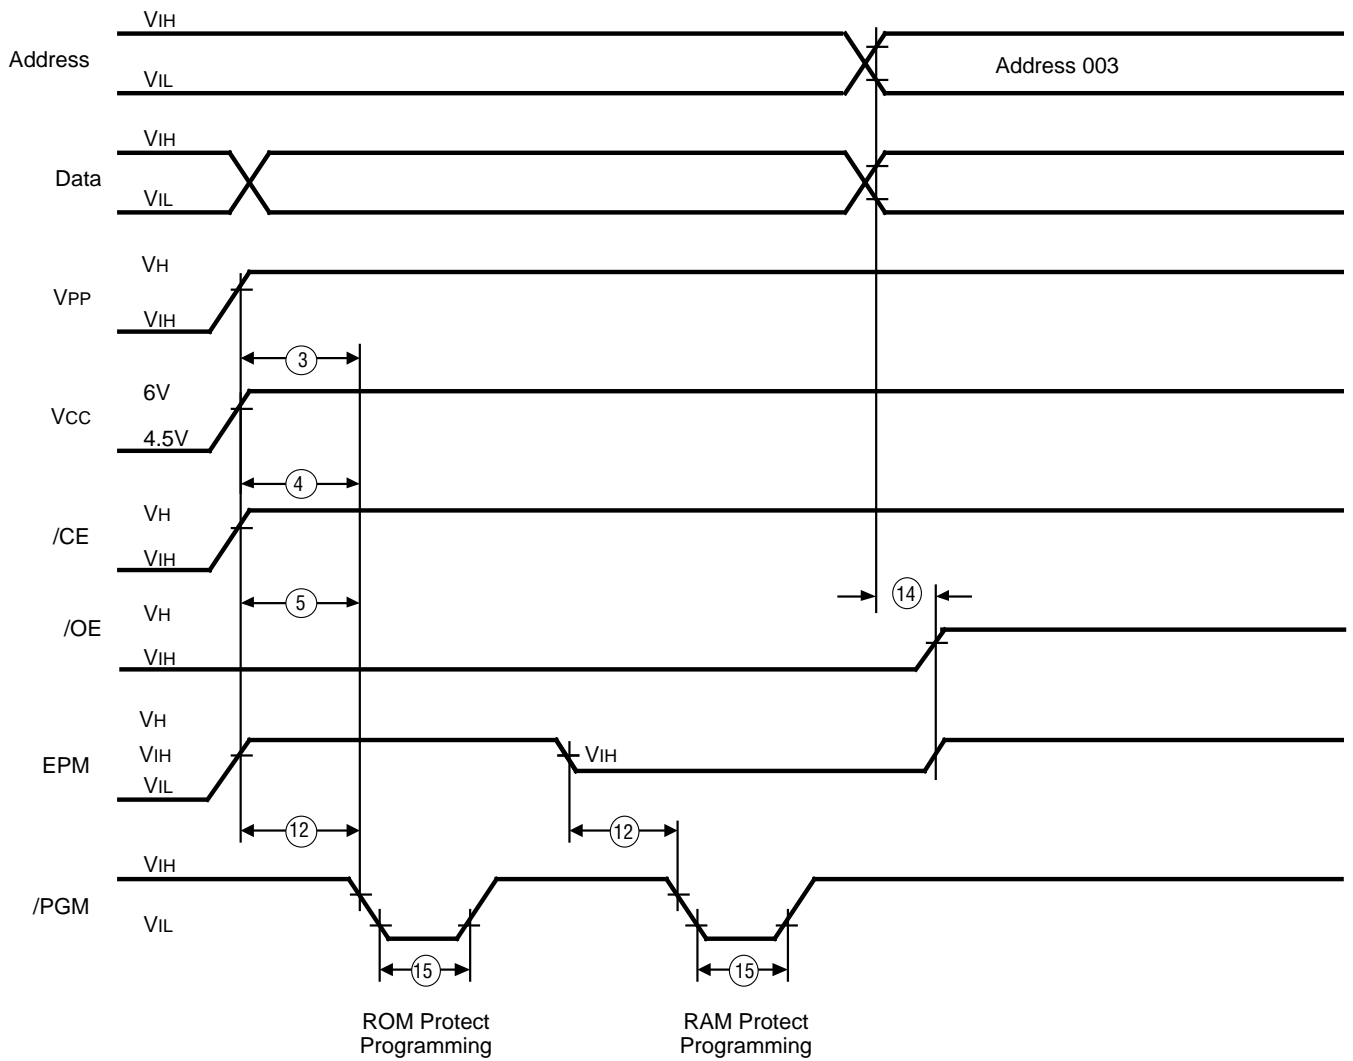 VIH
Address
Address 003
VIL
VIH
Data
VIL
VH
VPP
VIH
3
6V
VCC
4.5V
4
VH
/CE
VIH
5
14
VH
/OE
VIH
VH
VIH
VIH
EPM
VIL
12
12
VIH
/PGM
VIL
15
15
ROM Protect
Programming
RAM Protect
Programming